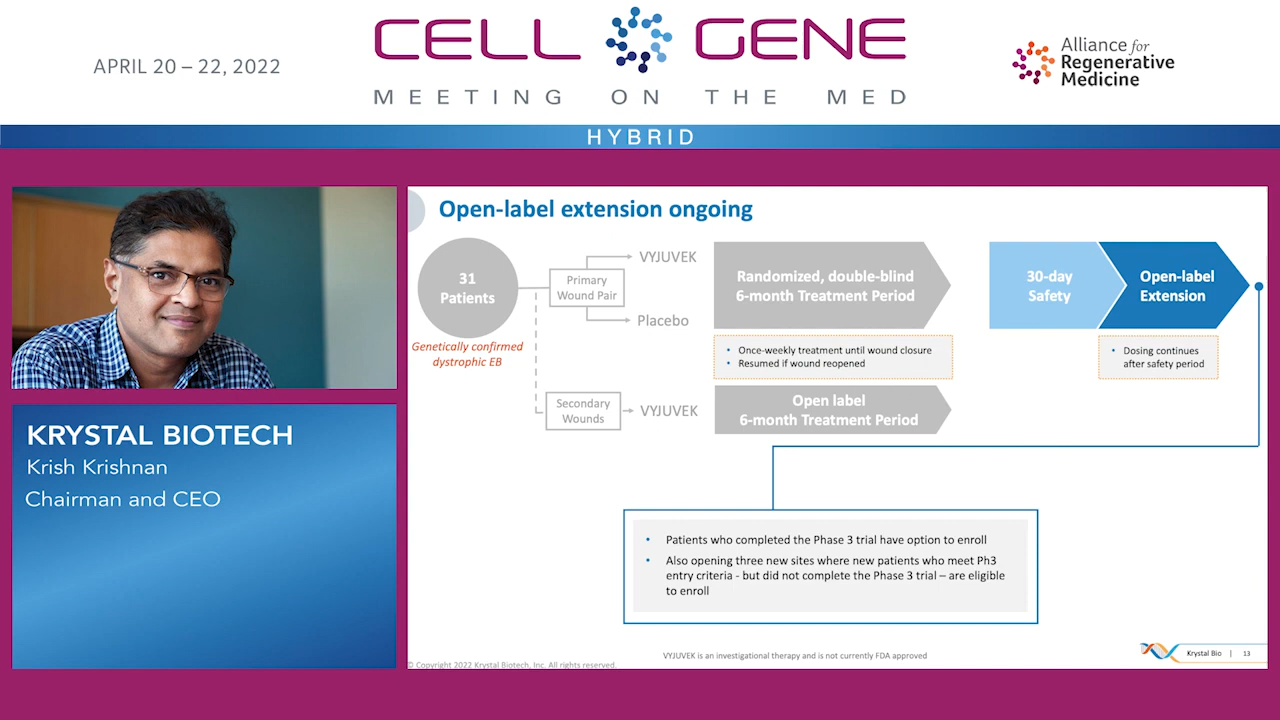 APRIL 20 – 22, 2022
CELL GENE
MEETING ON THE MED
Alliance for
Regenerative
Medicine
HYBRID
KRYSTAL BIOTECH
Krish Krishnan
Chairman and CEO
Open-label extension ongoing
31
Patients
Genetically confirmed
dystrophic EB
Primary
Wound Pair
VYJUVEK
Placebo
Secondary
Wounds
VYJUVEK
Randomized, double-blind
6-month Treatment Period
• Once-weekly treatment until wound closure
• Resumed if wound reopened
Open label
6-month Treatment Period
30-day
Safety
Open-label
Extension
• Dosing continues
after safety period
• Patients who completed the Phase 3 trial have option to enroll
• Also opening three new sites where new patients who meet Ph3
entry criteria - but did not complete the Phase 3 trial – are eligible
to enroll
VYJUVEK is an investigational therapy and is not currently FDA approved
© Copyright 2022 Krystal Biotech, Inc. All rights reserved.
Krystal Bio | 13